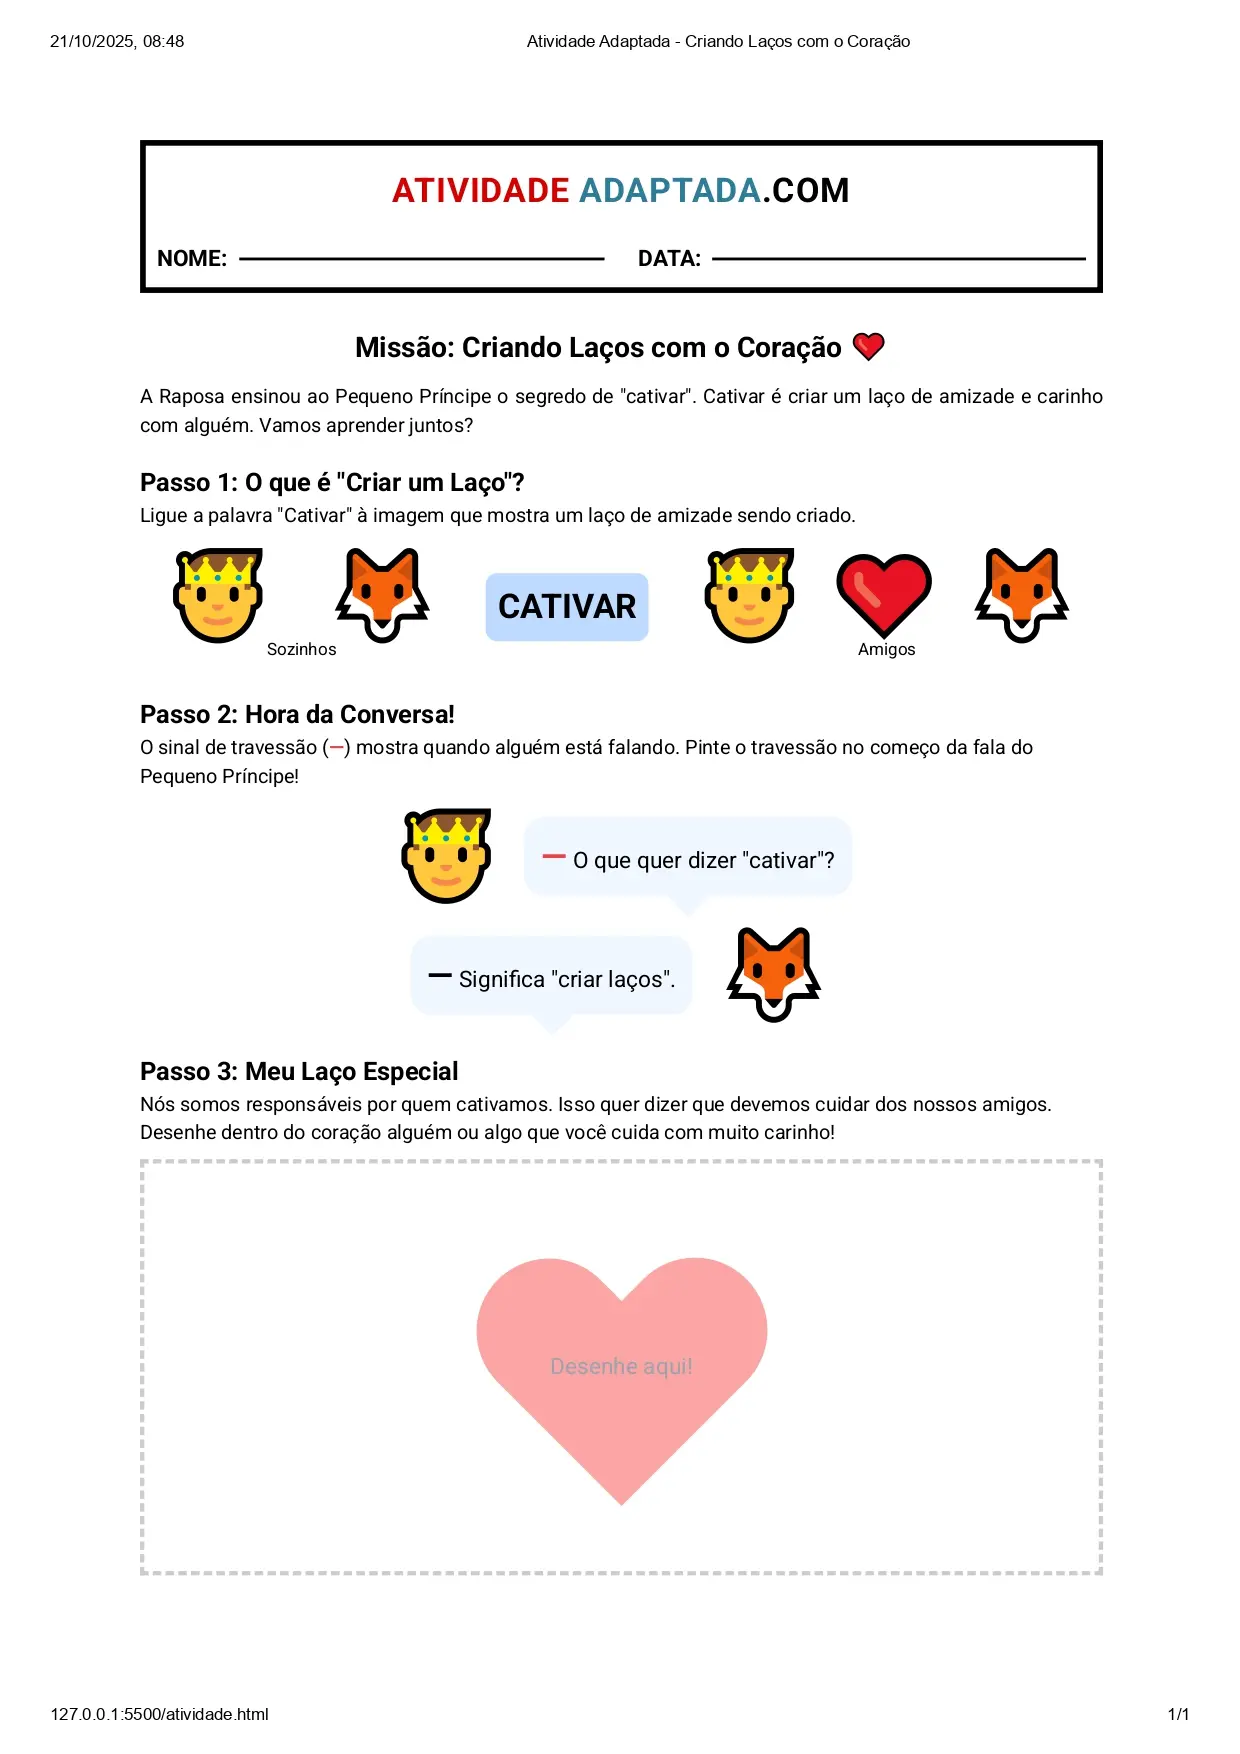 21/10/2025, 08:48 Atividade Adaptada - Criando Laços com o Coração
ATIVIDADE ADAPTADA.COM
NOME: DATA:
Missão: Criando Laços com o Coração
A Raposa ensinou ao Pequeno Príncipe o segredo de "cativar". Cativar é criar um laço de amizade e carinho
com alguém. Vamos aprender juntos?
Passo 1: O que é "Criar um Laço"?
Ligue a palavra "Cativar" à imagem que mostra um laço de amizade sendo criado.
CATIVAR
Sozinhos
Amigos
Passo 2: Hora da Conversa!
O sinal de travessão (—) mostra quando alguém está falando. Pinte o travessão no começo da fala do
Pequeno Príncipe!
— O que quer dizer "cativar"?
— Significa "criar laços".
Passo 3: Meu Laço Especial
Nós somos responsáveis por quem cativamos. Isso quer dizer que devemos cuidar dos nossos amigos.
Desenhe dentro do coração alguém ou algo que você cuida com muito carinho!
Desenhe aqui!
127.0.0.1:5500/atividade.html 1/1